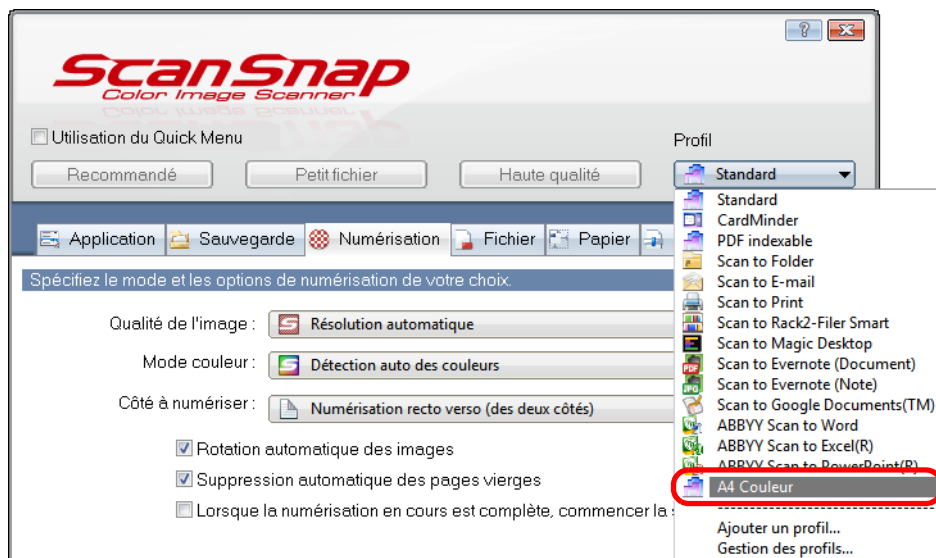 ScanSnap
Color Image Scanner
Utilisation du Quick Menu
Profil
Recommandé
Petit fichier
Haute qualité
Standard
Standard
CardMinder
PDF indexable
Scan to Folder
Scan to E-mail
Scan to Print
Scan to Rack2-Filer Smart
Scan to Magic Desktop
Scan to Evernote (Document)
Scan to Evernote (Note)
Scan to Google Documents(TM)
ABBYY Scan to Word
ABBYY Scan to Excel(R)
ABBYY Scan to PowerPoint(R)
A4 Couleur
Ajouter un profil...
Gestion des profils...
Application
Sauvegarde
Numérisation
Fichier
Papier
Spécifiez le mode et les options de numérisation de votre choix.
Qualité de l'image :
Résolution automatique
Mode couleur :
Détection auto des couleurs
Côté à numériser :
Numérisation recto verso (des deux côtés)
Rotation automatique des images
Suppression automatique des pages vierges
Lorsque la numérisation en cours est complète, commencer la